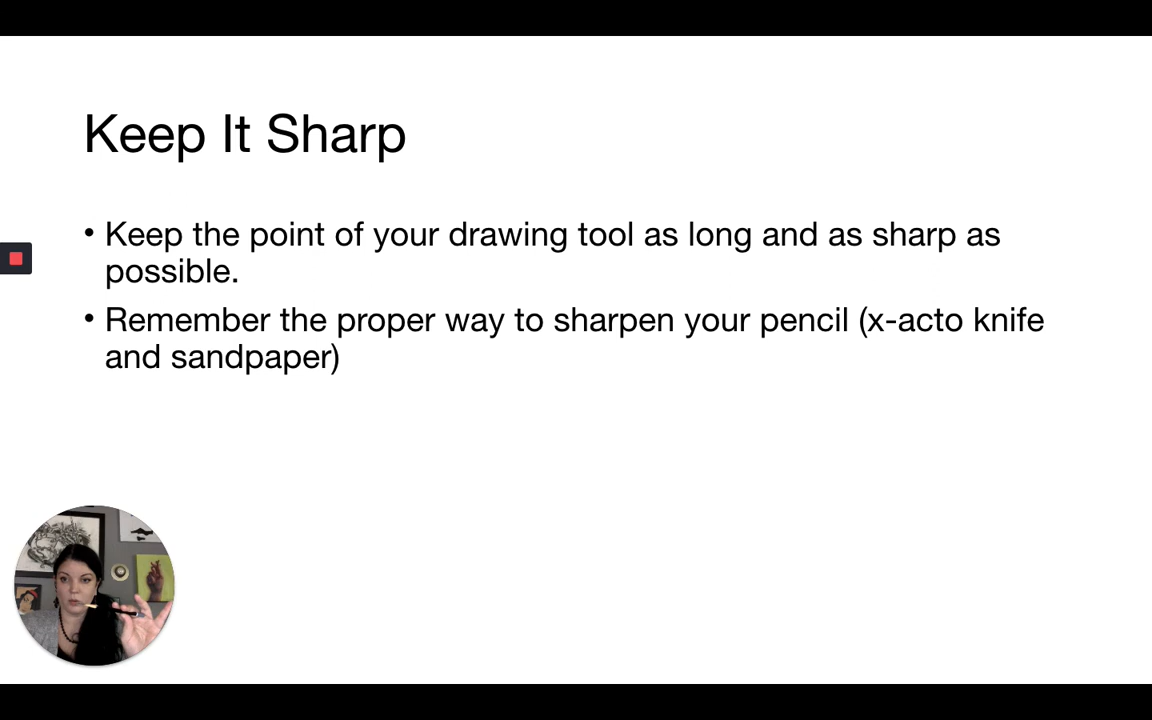 Keep It Sharp
• Keep the point of your drawing tool as long and as sharp as
possible.
• Remember the proper way to sharpen your pencil (x-acto knife
and sandpaper)